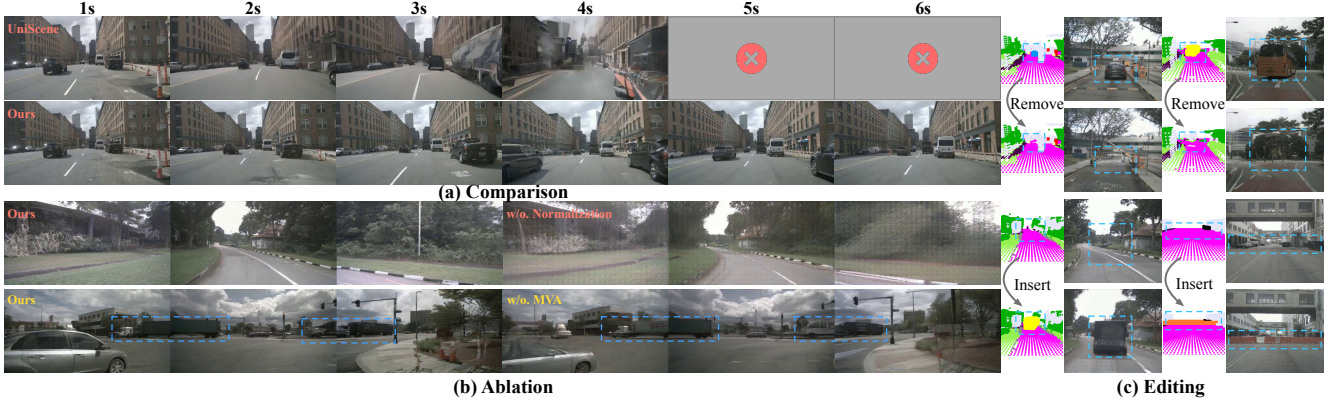 1s 2s 3s 4s 5s 6s
UniScene
Ours
Remove Remove
(a) Comparison
Ours w/o. Normalization
Insert Insert
Ours w/o. MVA
(b) Ablation (c) Editing